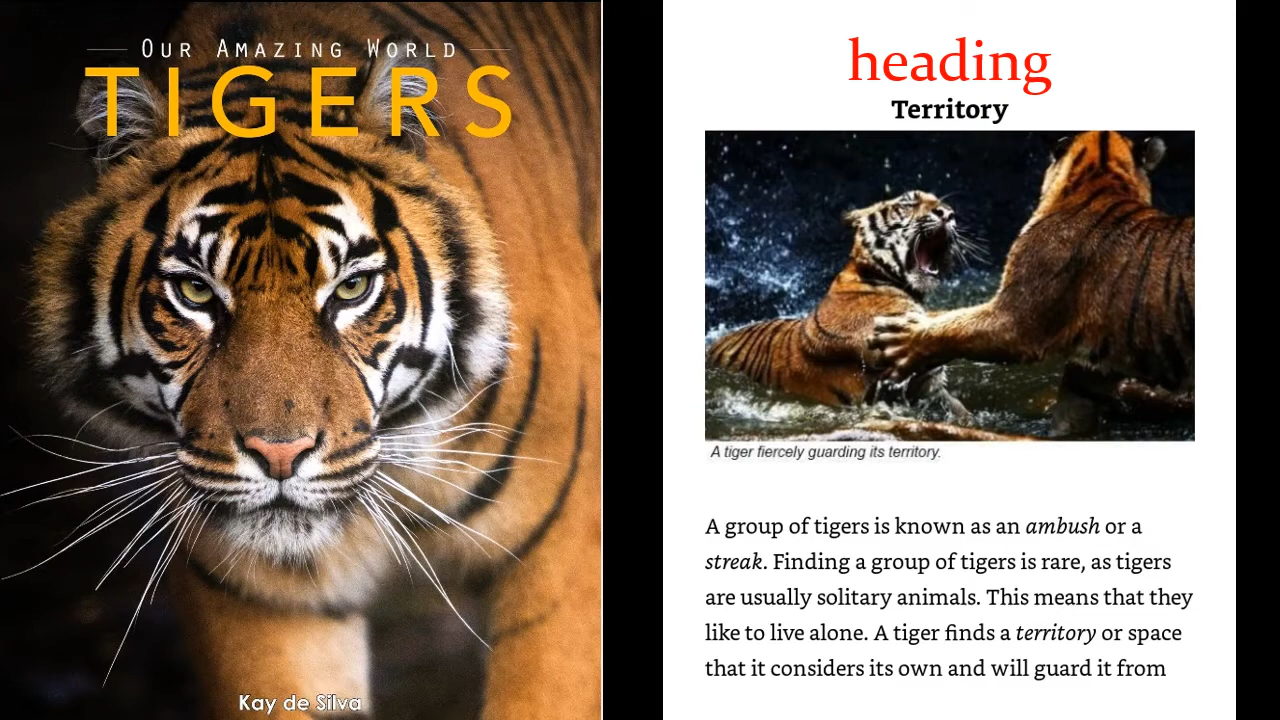 Our Amazing World
TIGERS
Kay de Silva
heading
Territory
A tiger fiercely guarding its territory.
A group of tigers is known as an ambush or a
streak. Finding a group of tigers is rare, as tigers
are usually solitary animals. This means that they
like to live alone. A tiger finds a territory or space
that it considers its own and will guard it from